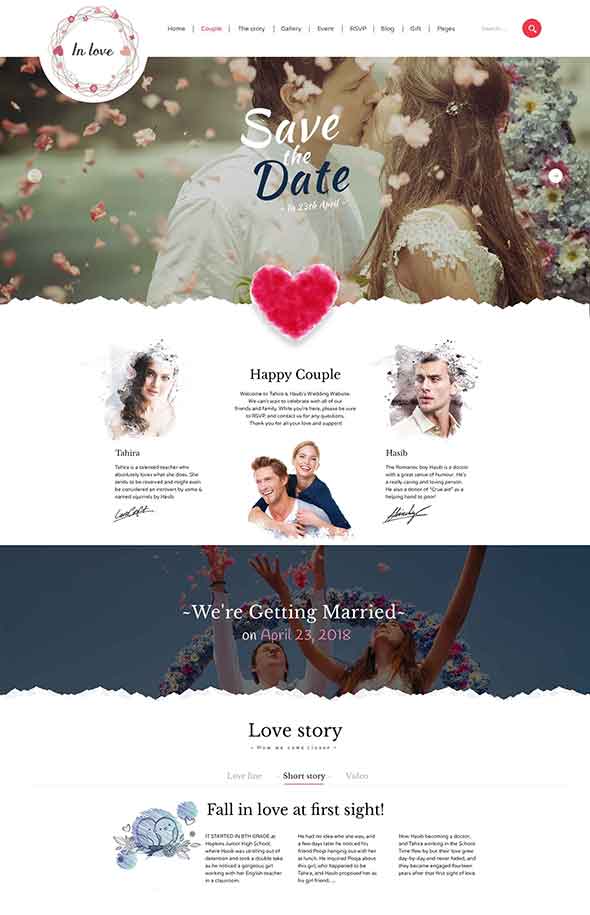 In love
Home
Couple
The story
Gallery
Event
RSVP
Blog
Gift
Pages
Search...
Save
the
Date
~ In 23th April ~
Happy Couple
Welcome to Tahira & Hasib's Wedding Website.
We can't wait to celebrate with all of our
friends and family. While you're here, please be sure
to RSVP, and contact us for any questions.
Thank you for all your love and support!
Tahira
Tahira is a talented teacher who
absolutely loves what she does. She
tends to be reserved and might even
be considered an introvert by some &
named squirrels by Hasib
Hasib
The Romanric boy Hasib is a doctor
with a great sense of humour. He's
a really caring and loving person.
He also a donor of "Crue aid" as a
helping hand to poor!
~We're Getting Married~
on April 23, 2018
Love story
~ How we come closer ~
Love line
Short story
Video
Fall in love at first sight!
IT STARTED IN 8TH GRADE at
Hopkins Junior High School,
where Hasib was strolling out of
detention and took a double take
as he noticed a gorgeous girl
working with her English teacher
in a classroom.
He had no idea who she was, and
a few days later he noticed his
friend Pooja hanging out with her
at lunch. He inquired Pooja about
this girl, who happened to be
Tahira, and Hasib proposed her as
his girl friend. ...
Now Hasib becoming a doctor,
and Tahira working in the School.
Time flew by but their love grew
day-by-day and never faded, and
they became engaged fourteen
years after that first sight of love.